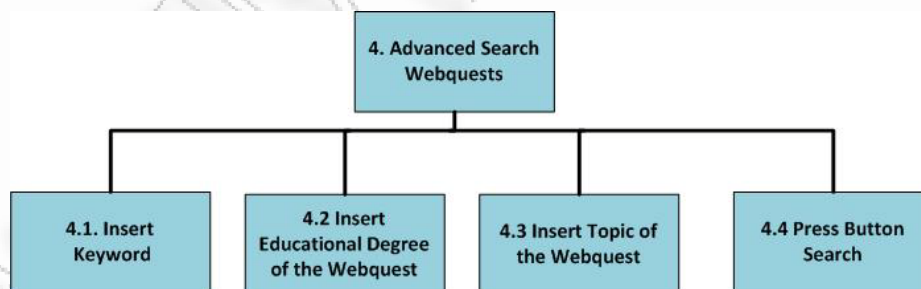 4. Advanced Search
Webquests
4.1. Insert
Keyword
4.2 Insert
Educational Degree
of the Webquest
4.3 Insert Topic of
the Webquest
4.4 Press Button
Search